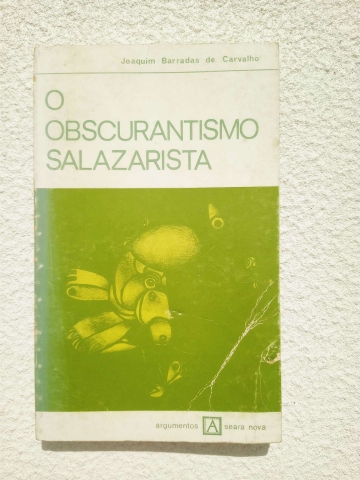 Joaquim Barradas de Carvalho
O
OBSCURANTISMO
SALAZARISTA
argumentos A seara nova